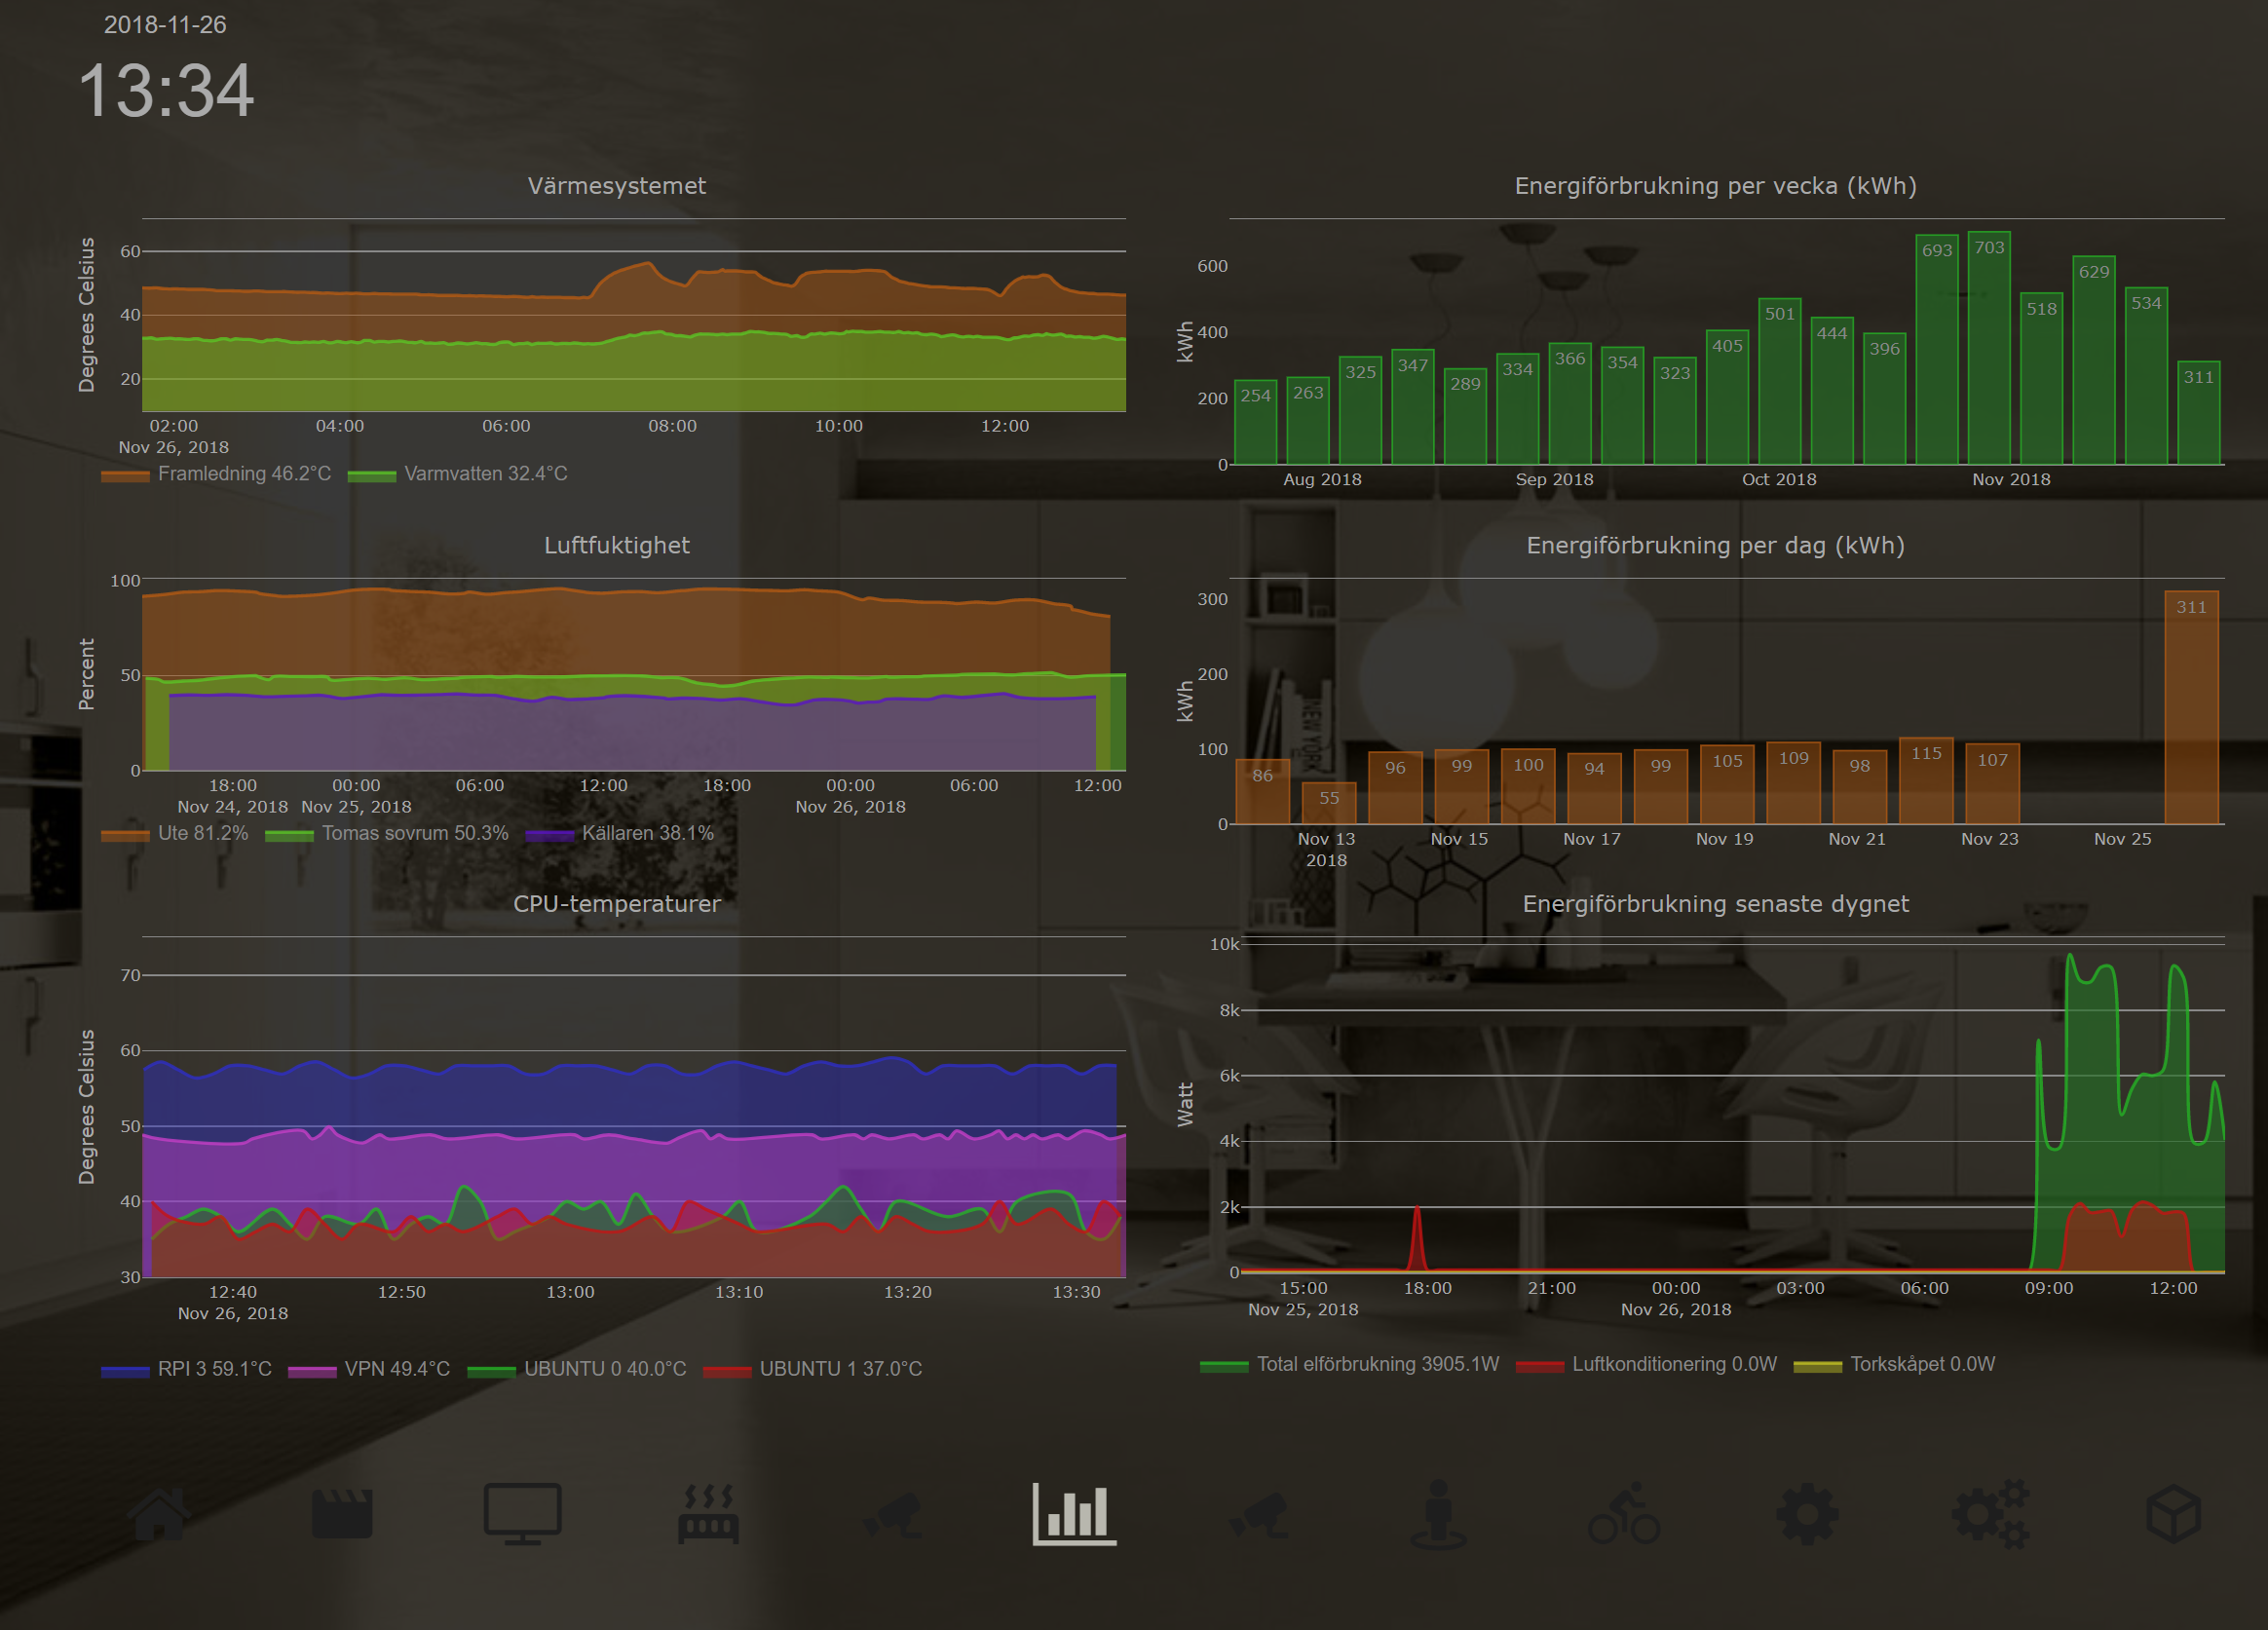 2018-11-26
13:34
Värmesystemet
Degrees Celsius
60
40
20
02:00 04:00 06:00 08:00 10:00 12:00
Nov 26, 2018
Framledning 46.2°C Varmvatten 32.4°C
Energiförbrukning per vecka (kWh)
kWh
600
400
200
0
254 263 325 347 289 334 366 354 323 405 501 444 396 693 703 518 629 534 311
Aug 2018 Sep 2018 Oct 2018 Nov 2018
Luftfuktighet
Percent
100
50
0
18:00 00:00 06:00 12:00 18:00 00:00 06:00 12:00
Nov 24, 2018 Nov 25, 2018 Nov 26, 2018
Ute 81.2% Tomas sovrum 50.3% Källaren 38.1%
Energiförbrukning per dag (kWh)
kWh
300
200
100
0
86 55 96 99 100 94 99 105 109 98 115 107 311
NEW YORK
Nov 13 Nov 15 Nov 17 Nov 19 Nov 21 Nov 23 Nov 25
2018
CPU-temperaturer
Degrees Celsius
70
60
50
40
30
12:40 12:50 13:00 13:10 13:20 13:30
Nov 26, 2018
RPI 3 59.1°C VPN 49.4°C UBUNTU 0 40.0°C UBUNTU 1 37.0°C
Energiförbrukning senaste dygnet
Watt
10k
8k
6k
4k
2k
0
15:00 18:00 21:00 00:00 03:00 06:00 09:00 12:00
Nov 25, 2018 Nov 26, 2018
Total elförbrukning 3905.1W Luftkonditionering 0.0W Torkskåpet 0.0W